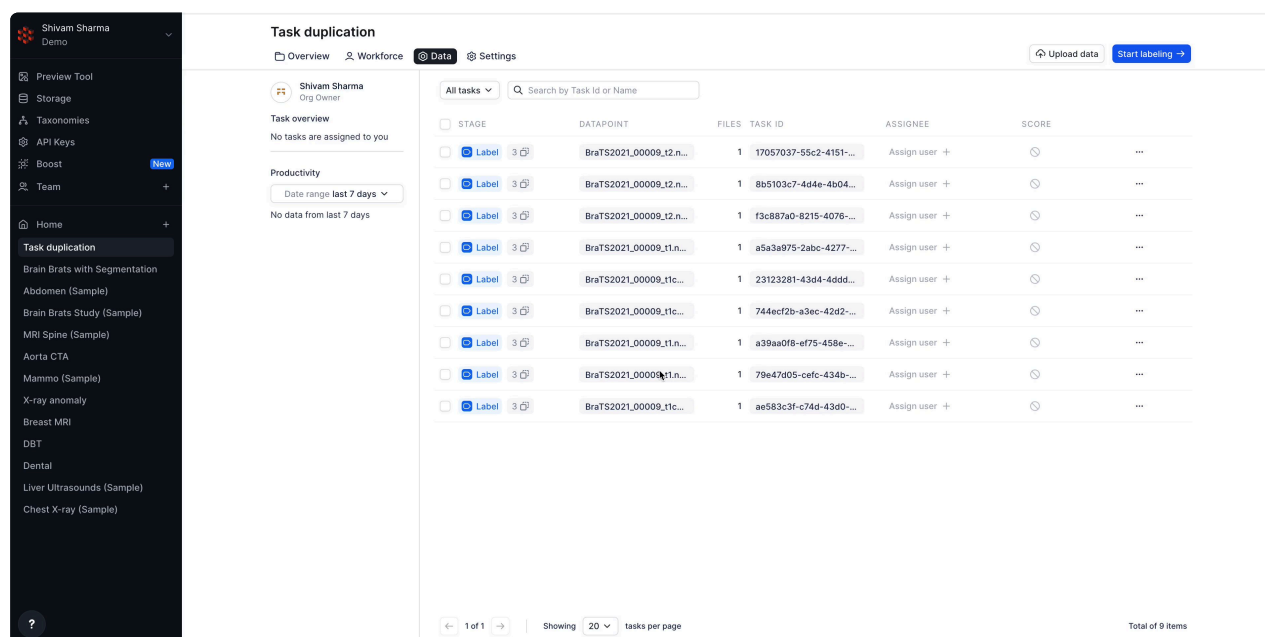 Shivam Sharma
Demo
Preview Tool
Storage
Taxonomies
API Keys
Boost New
Team
Home
Task duplication
Brain Brats with Segmentation
Abdomen (Sample)
Brain Brats Study (Sample)
MRI Spine (Sample)
Aorta CTA
Mammo (Sample)
X-ray anomaly
Breast MRI
DBT
Dental
Liver Ultrasounds (Sample)
Chest X-ray (Sample)
?
Task duplication
Overview Workforce Data Settings
Upload data Start labeling
Shivam Sharma
Org Owner
Task overview
No tasks are assigned to you
Productivity
Date range last 7 days
No data from last 7 days
All tasks Search by Task Id or Name
STAGE DATAPOINT FILES TASK ID ASSIGNEE SCORE
Label 3 BraTS2021_00009_t2.n... 1 17057037-55c2-4151-... Assign user
Label 3 BraTS2021_00009_t2.n... 1 8b5103c7-4d4e-4b04... Assign user
Label 3 BraTS2021_00009_t2.n... 1 f3c887a0-8215-4076-... Assign user
Label 3 BraTS2021_00009_t1.n... 1 a5a3a975-2abc-4277-... Assign user
Label 3 BraTS2021_00009_t1c... 1 23123281-43d4-4ddd... Assign user
Label 3 BraTS2021_00009_t1c... 1 744ecf2b-a3ec-42d2-... Assign user
Label 3 BraTS2021_00009_t1.n... 1 a39aa0f8-ef75-458e-... Assign user
Label 3 BraTS2021_00009_t1.n... 1 79e47d05-cefc-434b-... Assign user
Label 3 BraTS2021_00009_t1c... 1 ae583c3f-c74d-43d0-... Assign user
1 of 1 Showing 20 tasks per page Total of 9 items